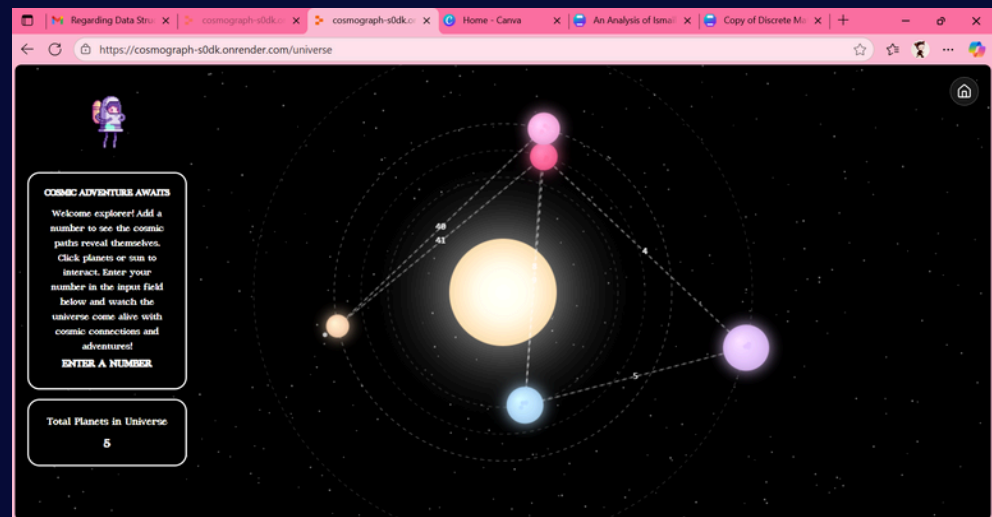 Regarding Data Stru
cosmograph-s0dk.on
cosmograph-s0dk.onre
Home - Canva
An Analysis of Ismail
Copy of Discrete Ma
https://cosmograph-s0dk.onrender.com/universe
COSMIC ADVENTURE AWAITS
Welcome explorer! Add a
number to see the cosmic
paths reveal themselves.
Click planets or sun to
interact. Enter your
number in the input field
below and watch the
universe come alive with
cosmic connections and
adventures!
ENTER A NUMBER
Total Planets in Universe
5
40
41
4
5